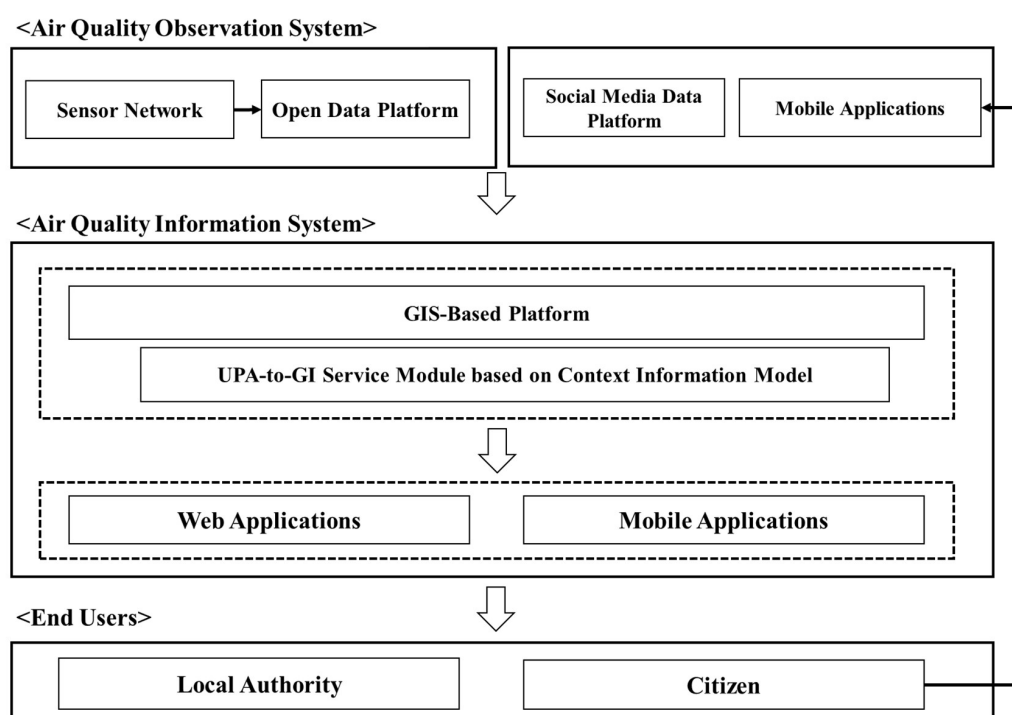 <Air Quality Observation System>
Sensor Network
Open Data Platform
Social Media Data
Platform
Mobile Applications
<Air Quality Information System>
GIS-Based Platform
UPA-to-GI Service Module based on Context Information Model
Web Applications
Mobile Applications
<End Users>
Local Authority
Citizen